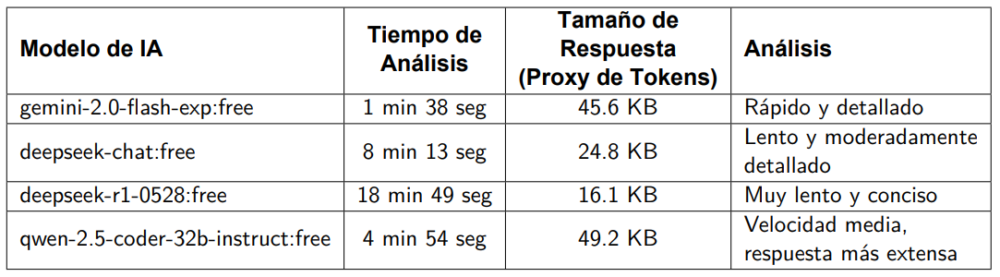 Modelo de IA
Tiempo de
Análisis
Tamaño de
Respuesta
(Proxy de Tokens)
Análisis
gemini-2.0-flash-exp:free
1 min 38 seg
45.6 KB
Rápido y detallado
deepseek-chat:free
8 min 13 seg
24.8 KB
Lento y moderadamente
detallado
deepseek-r1-0528:free
18 min 49 seg
16.1 KB
Muy lento y conciso
qwen-2.5-coder-32b-instruct:free
4 min 54 seg
49.2 KB
Velocidad media,
respuesta más extensa